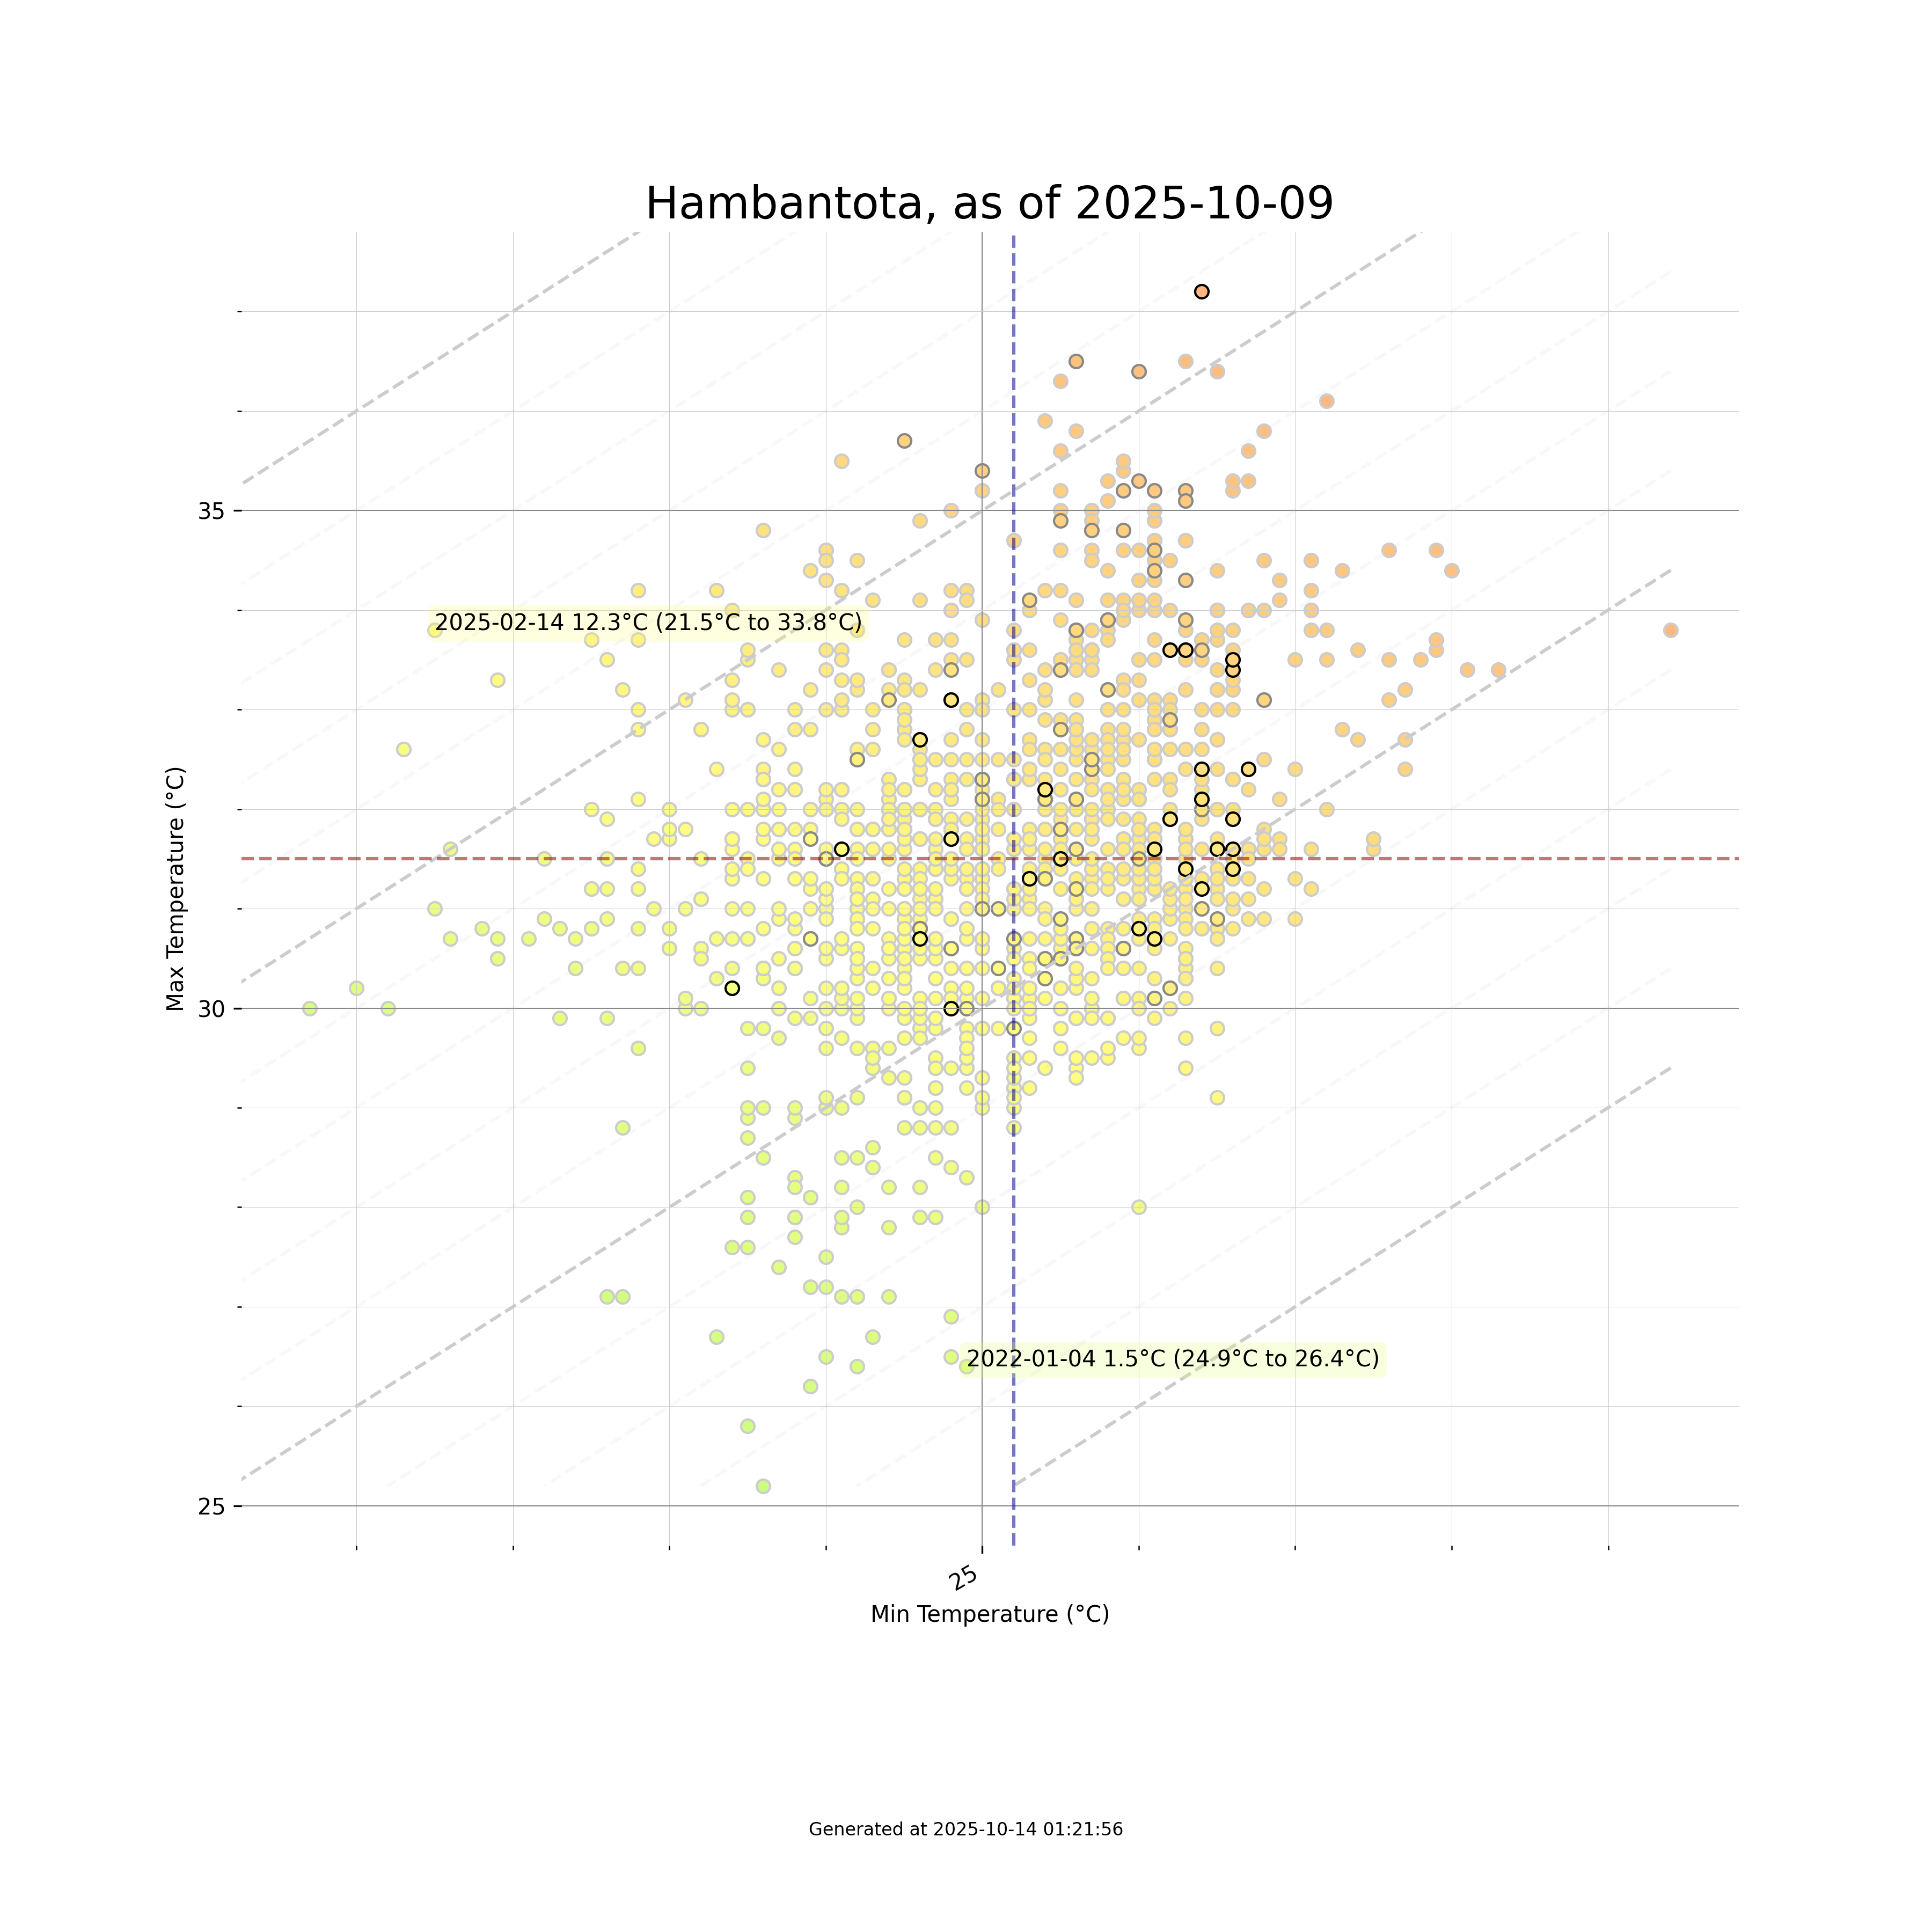 Hambantota, as of 2025-10-09
35
2025-02-14 12.3°C (21.5°C to 33.8°C)
Max Temperature (°C)
30
2022-01-04 1.5°C (24.9°C to 26.4°C)
25
25
Min Temperature (°C)
Generated at 2025-10-14 01:21:56